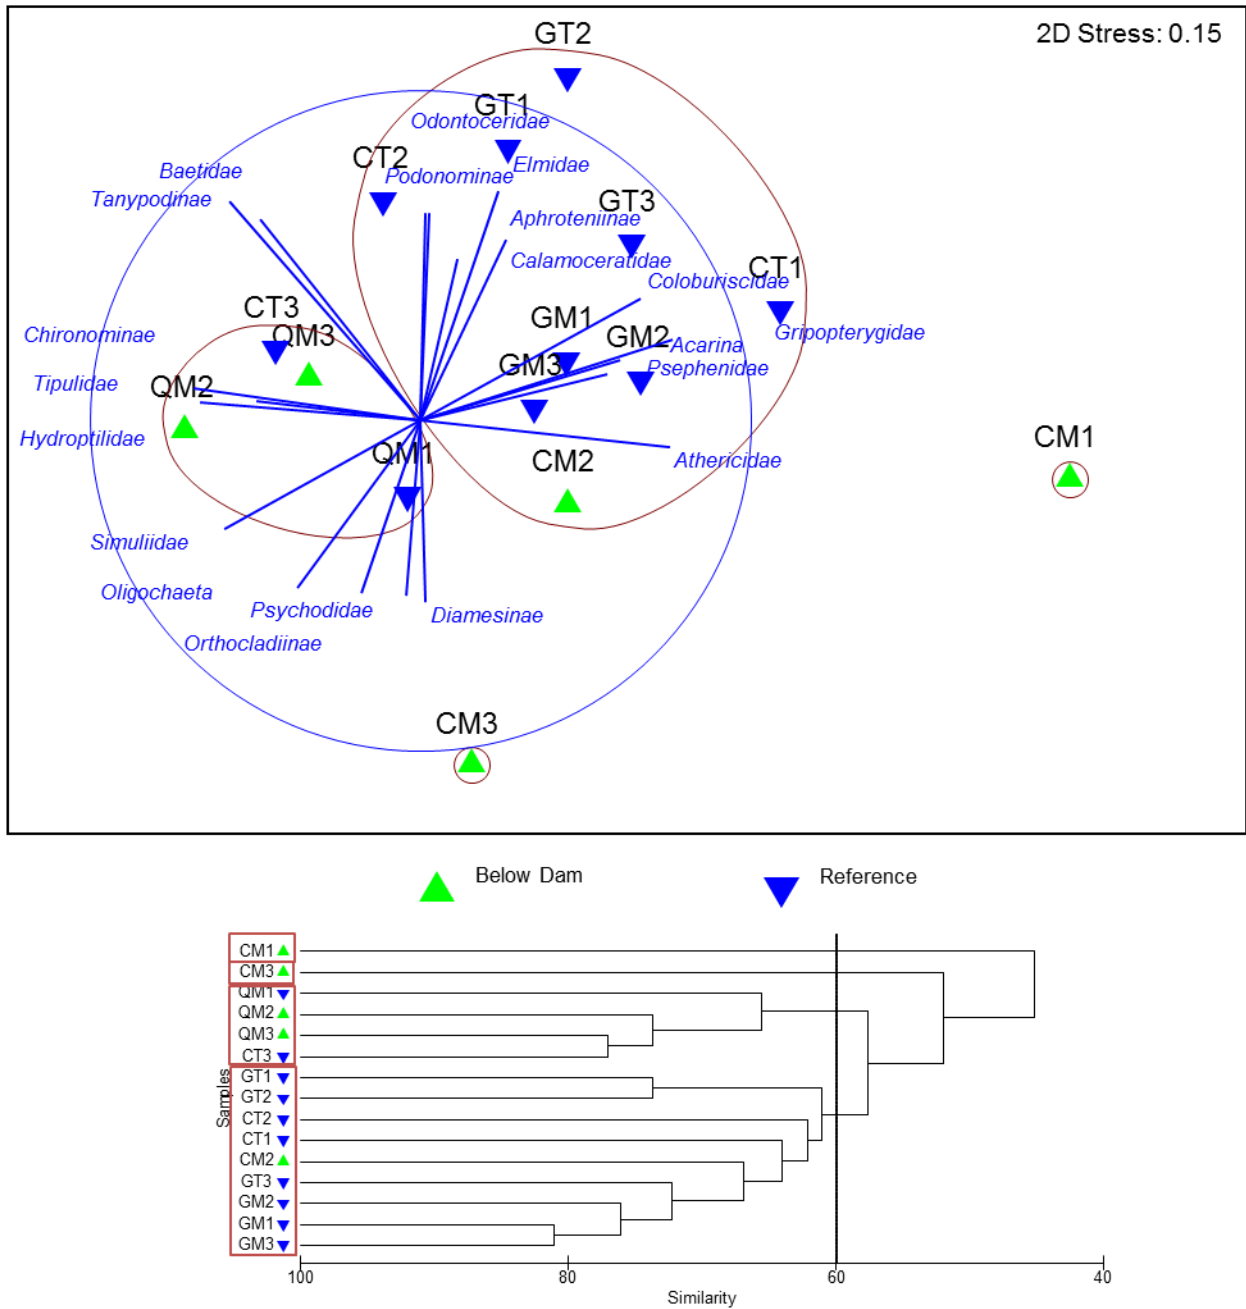 2D Stress: 0.15
GT2
GT1
Odontoceridae
CT2
Podonominae
Elmidae
Baetidae
Tanypodinae
GT3
Aphroteniinae
Calamoceratidae
CT1
Coloburiscidae
CT3
QM3
Chironominae
GM1
GM2
Gripopterygidae
Acarina
GM3
Psephenidae
Tipulidae
QM2
Hydroptilidae
QM1
CM2
Athericidae
CM1
Simuliidae
Oligochaeta
Psychodidae
Diamesinae
Orthocladiinae
CM3
Below Dam
Reference
CM1
CM3
QM1
QM2
QM3
CT3
GT1
GT2
CT2
CT1
CM2
GT3
GM2
GM1
GM3
Samples
100
80
60
40
Similarity